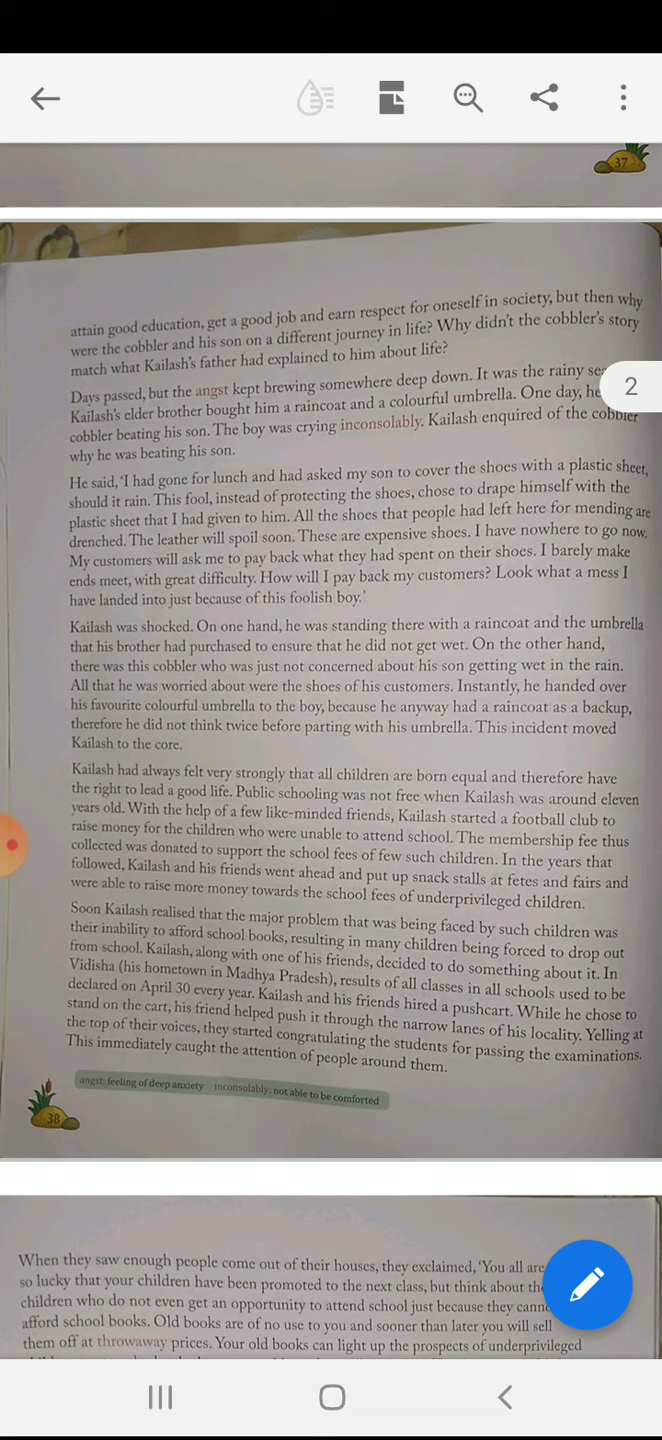 37
attain good education, get a good job and earn respect for oneself in society, but then why
were the cobbler and his son on a different journey in life? Why didn't the cobbler's story
match what Kailash's father had explained to him about life?
Days passed, but the angst kept brewing somewhere deep down. It was the rainy
2
Kailash's elder brother bought him a raincoat and a colourful umbrella. One day, he
cobbler beating his son. The boy was crying inconsolably. Kailash enquired of the cobbler
why he was beating his son.
He said, 'I had gone for lunch and had asked my son to cover the shoes with a plastic sheet,
should it rain. This fool, instead of protecting the shoes, chose to drape himself with the
plastic sheet that I had given to him. All the shoes that people had left here for mending are
drenched. The leather will spoil soon. These are expensive shoes. I have nowhere to go now.
My customers will ask me to pay back what they had spent on their shoes. I barely make
ends meet, with great difficulty. How will I pay back my customers? Look what a mess I
have landed into just because of this foolish boy.'
Kailash was shocked. On one hand, he was standing there with a raincoat and the umbrella
that his brother had purchased to ensure that he did not get wet. On the other hand,
there was this cobbler who was just not concerned about his son getting wet in the rain.
All that he was worried about were the shoes of his customers. Instantly, he handed over
his favourite colourful umbrella to the boy, because he anyway had a raincoat as a backup,
therefore he did not think twice before parting with his umbrella. This incident moved
Kailash to the core.
Kailash had always felt very strongly that all children are born equal and therefore have
the right to lead a good life. Public schooling was not free when Kailash was around eleven
years old. With the help of a few like-minded friends, Kailash started a football club to
raise money for the children who were unable to attend school. The membership fee thus
collected was donated to support the school fees of few such children. In the years that
followed, Kailash and his friends went ahead and put up snack stalls at fetes and fairs and
were able to raise more money towards the school fees of underprivileged children.
Soon Kailash realised that the major problem that was being faced by such children was
their inability to afford school books, resulting in many children being forced to drop out
from school. Kailash, along with one of his friends, decided to do something about it. In
Vidisha (his hometown in Madhya Pradesh), results of all classes in all schools used to be
declared on April 30 every year. Kailash and his friends hired a pushcart. While he chose to
stand on the cart, his friend helped push it through the narrow lanes of his locality. Yelling at
the top of their voices, they started congratulating the students for passing the examinations.
This immediately caught the attention of people around them.
angst: feeling of deep anxiety inconsolably: not able to be comforted
38
When they saw enough people come out of their houses, they exclaimed, 'You all are
so lucky that your children have been promoted to the next class, but think about
children who do not even get an opportunity to attend school just because they
afford school books. Old books are of no use to you and sooner than later you will sell
them off at throwaway prices. Your old books can light up the prospects of underprivileged